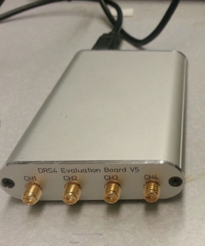 DRS4 Evaluation Board V5
CH1 CH2 CH3 CH4